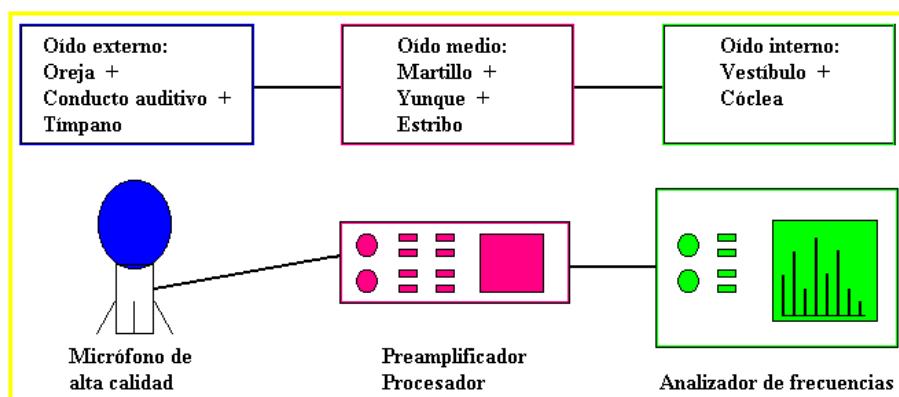 Oído externo:
Oreja +
Conducto auditivo +
Tímpano
Oído medio:
Martillo +
Yunque +
Estribo
Oído interno:
Vestíbulo +
Cóclea
Micrófono de
alta calidad
Preamplificador
Procesador
Analizador de frecuencias